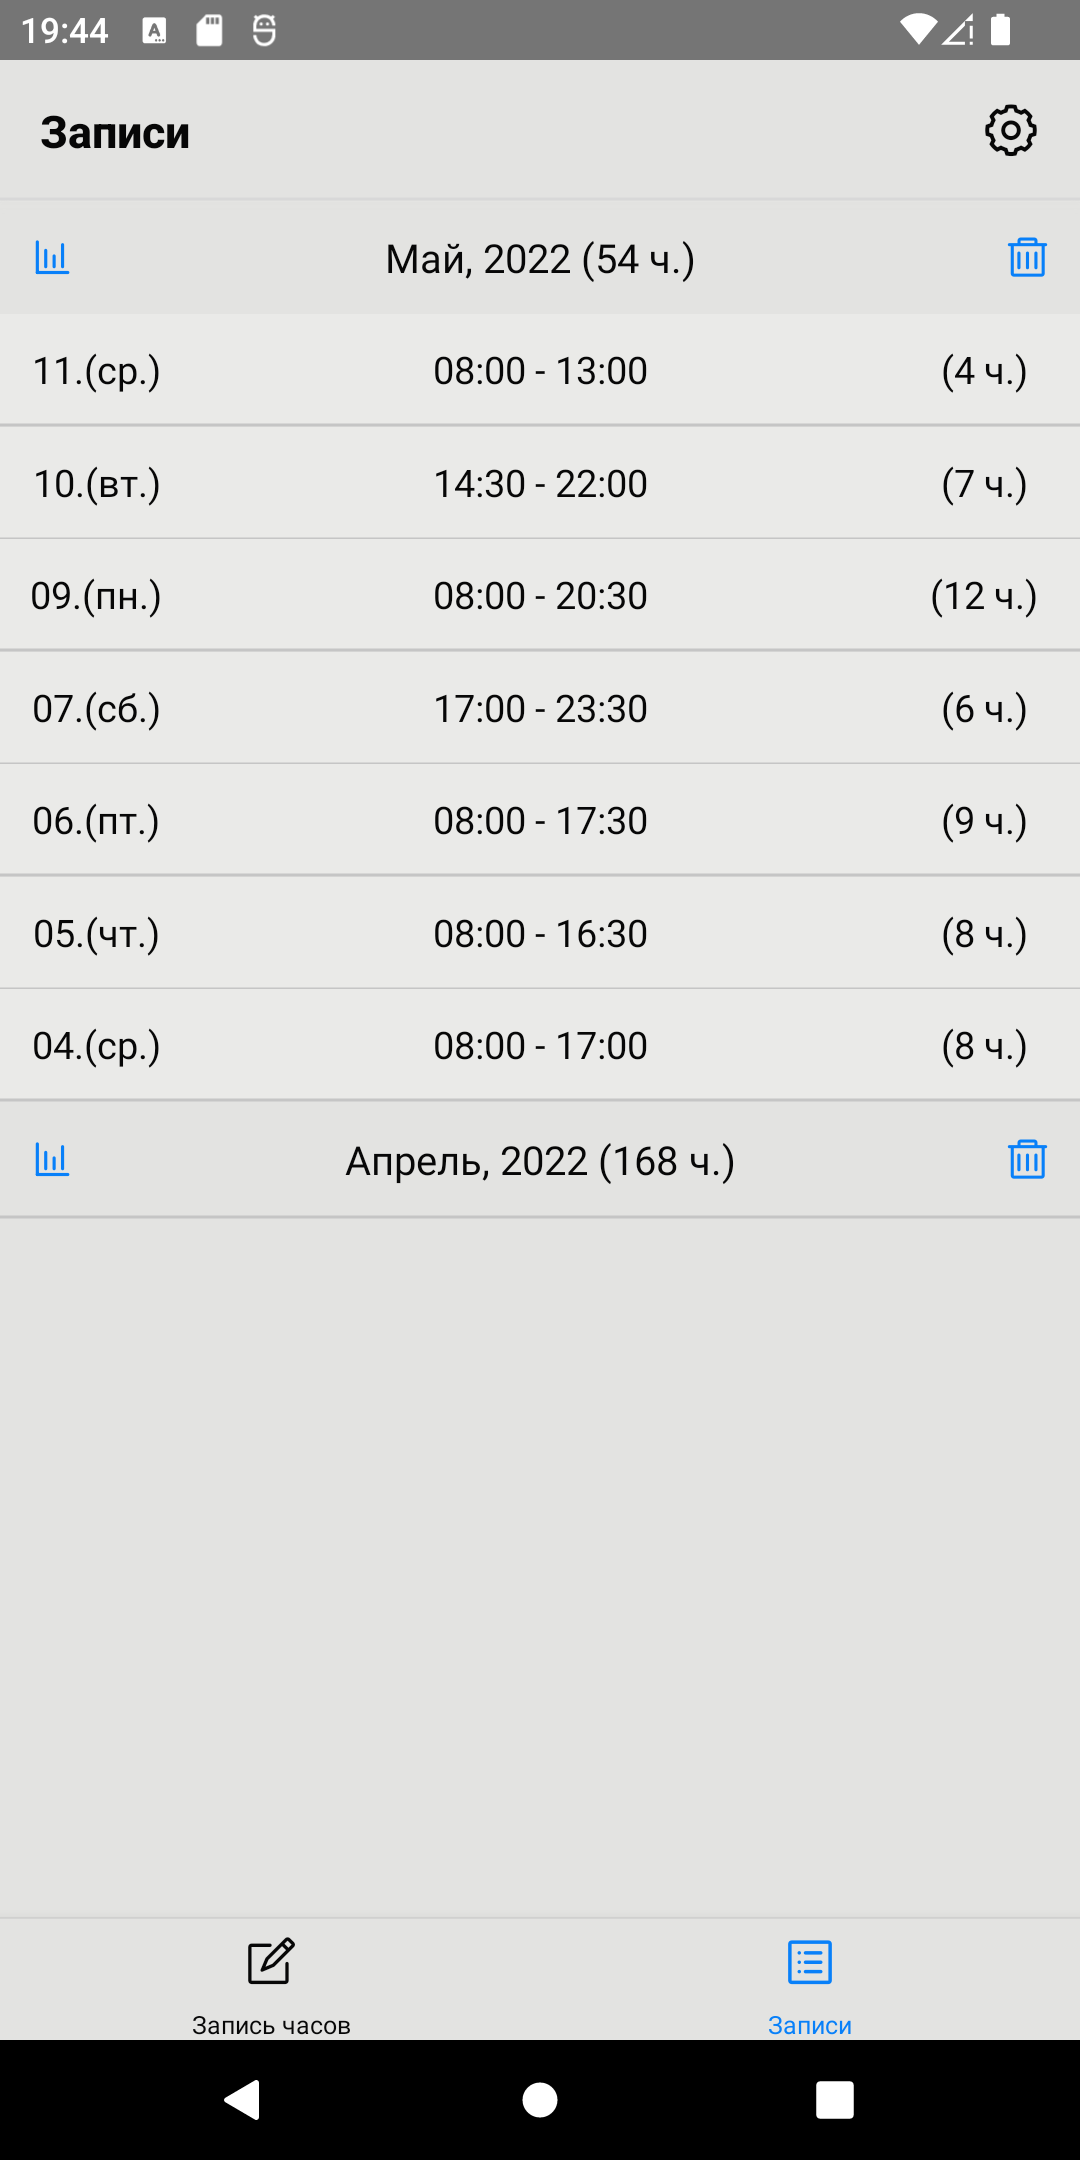 19:44
Записи
Май, 2022 (54 ч.)
11.(ср.) 08:00 - 13:00 (4 ч.)
10.(вт.) 14:30 - 22:00 (7 ч.)
09.(пн.) 08:00 - 20:30 (12 ч.)
07.(сб.) 17:00 - 23:30 (6 ч.)
06.(пт.) 08:00 - 17:30 (9 ч.)
05.(чт.) 08:00 - 16:30 (8 ч.)
04.(ср.) 08:00 - 17:00 (8 ч.)
Апрель, 2022 (168 ч.)
Запись часов Записи